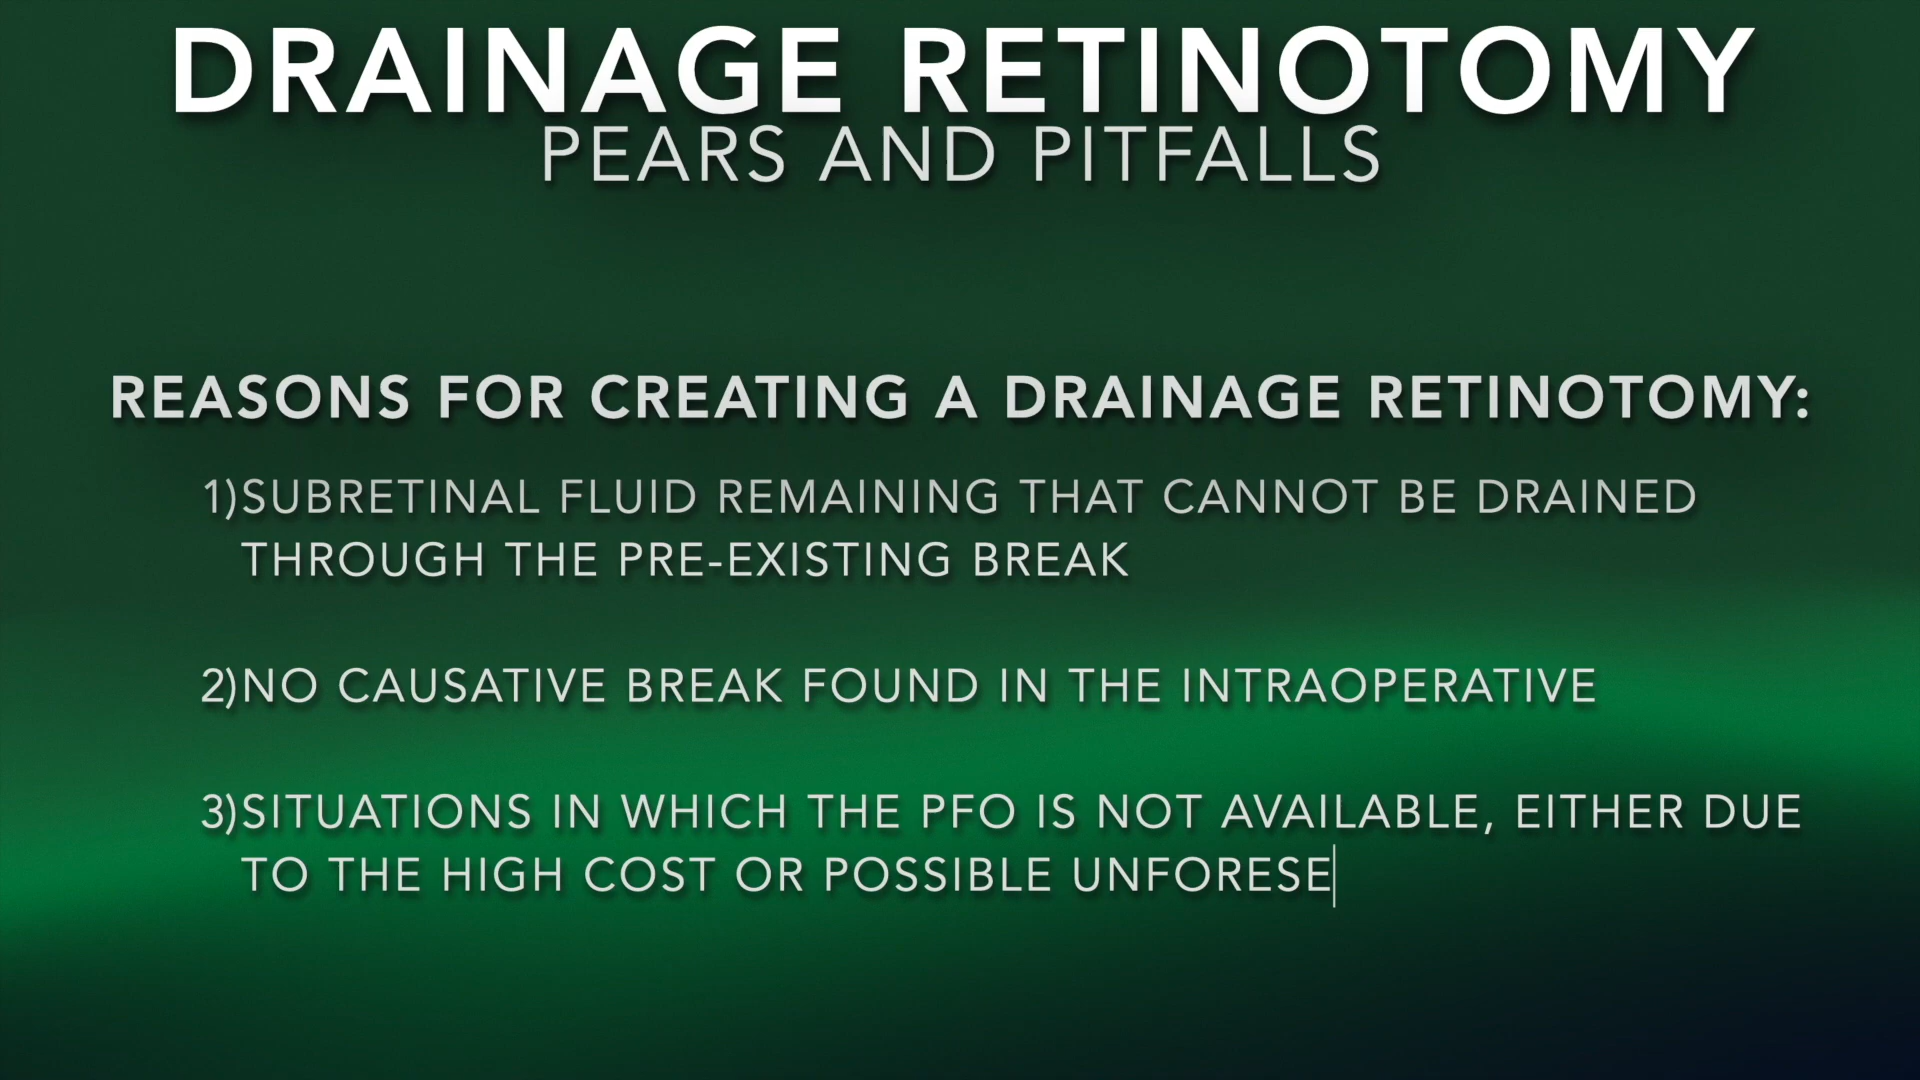 DRAINAGE RETINOTOMY
PEARS AND PITFALLS
REASONS FOR CREATING A DRAINAGE RETINOTOMY:
1)SUBRETINAL FLUID REMAINING THAT CANNOT BE DRAINED
THROUGH THE PRE-EXISTING BREAK
2)NO CAUSATIVE BREAK FOUND IN THE INTRAOPERATIVE
3)SITUATIONS IN WHICH THE PFO IS NOT AVAILABLE, EITHER DUE
TO THE HIGH COST OR POSSIBLE UNFORESE